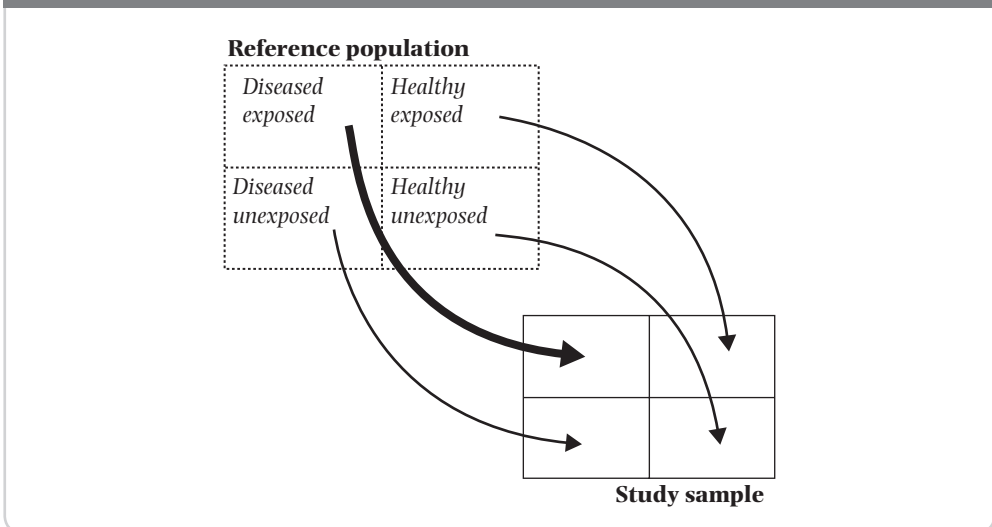 Reference population
Diseased
exposed
Healthy
exposed
Diseased
unexposed
Healthy
unexposed
Study sample